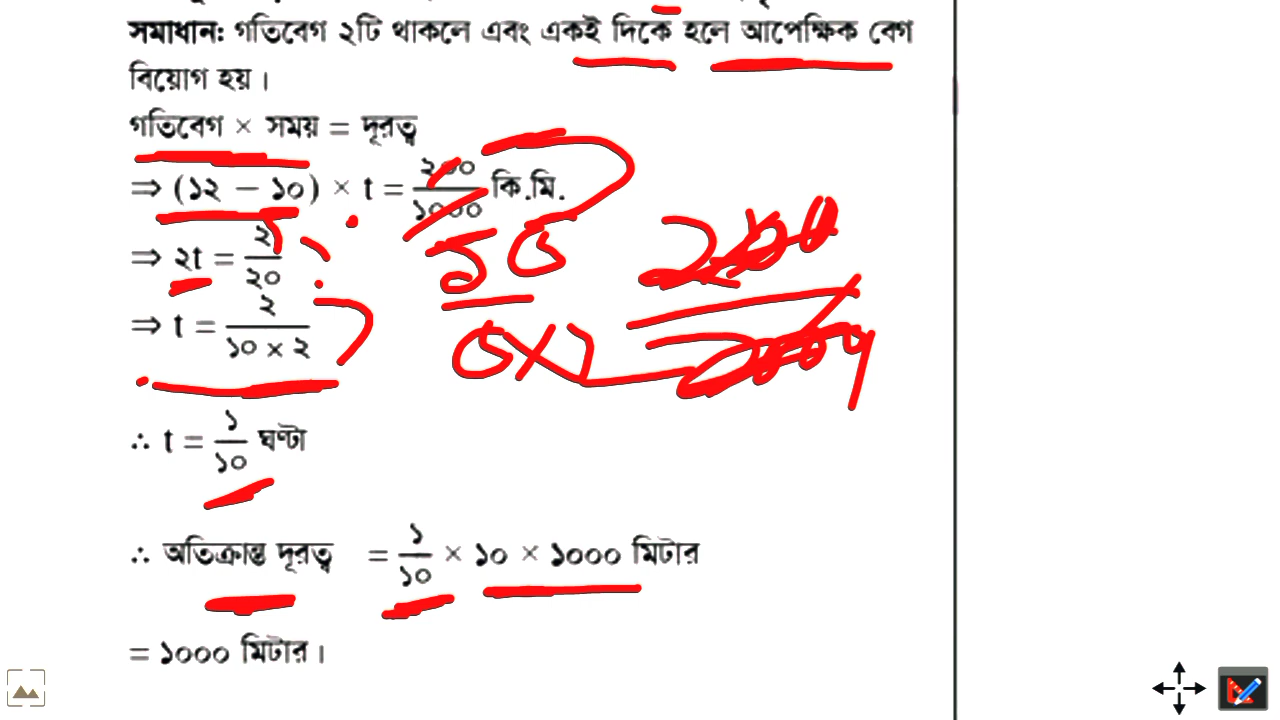 সমাধান: গতিবেগ ২টি থাকলে এবং একই দিকে হলে আপেক্ষিক বেগ
বিয়োগ হয়।
গতিবেগ × সময় = দূরত্ব
⇒ (১২ − ১০) × t = ২০০/১০০০ কি.মি.
⇒ ২t = ২/২০
⇒ t = ২/১০ × ২
∴ t = ১/১০ ঘণ্টা
∴ অতিক্রান্ত দূরত্ব = ১/১০ × ১০ × ১০০০ মিটার
= ১০০০ মিটার।